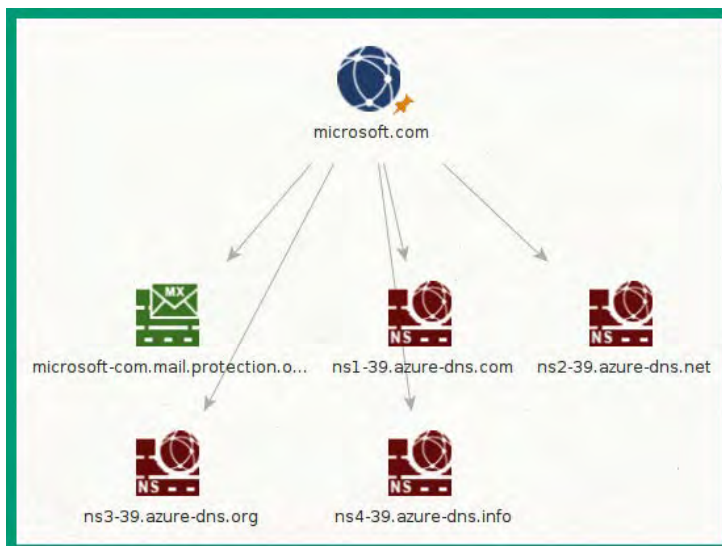 microsoft.com
MX
microsoft-com.mail.protection.o...
NS
ns1-39.azure-dns.com
NS
ns2-39.azure-dns.net
NS
ns3-39.azure-dns.org
NS
ns4-39.azure-dns.info